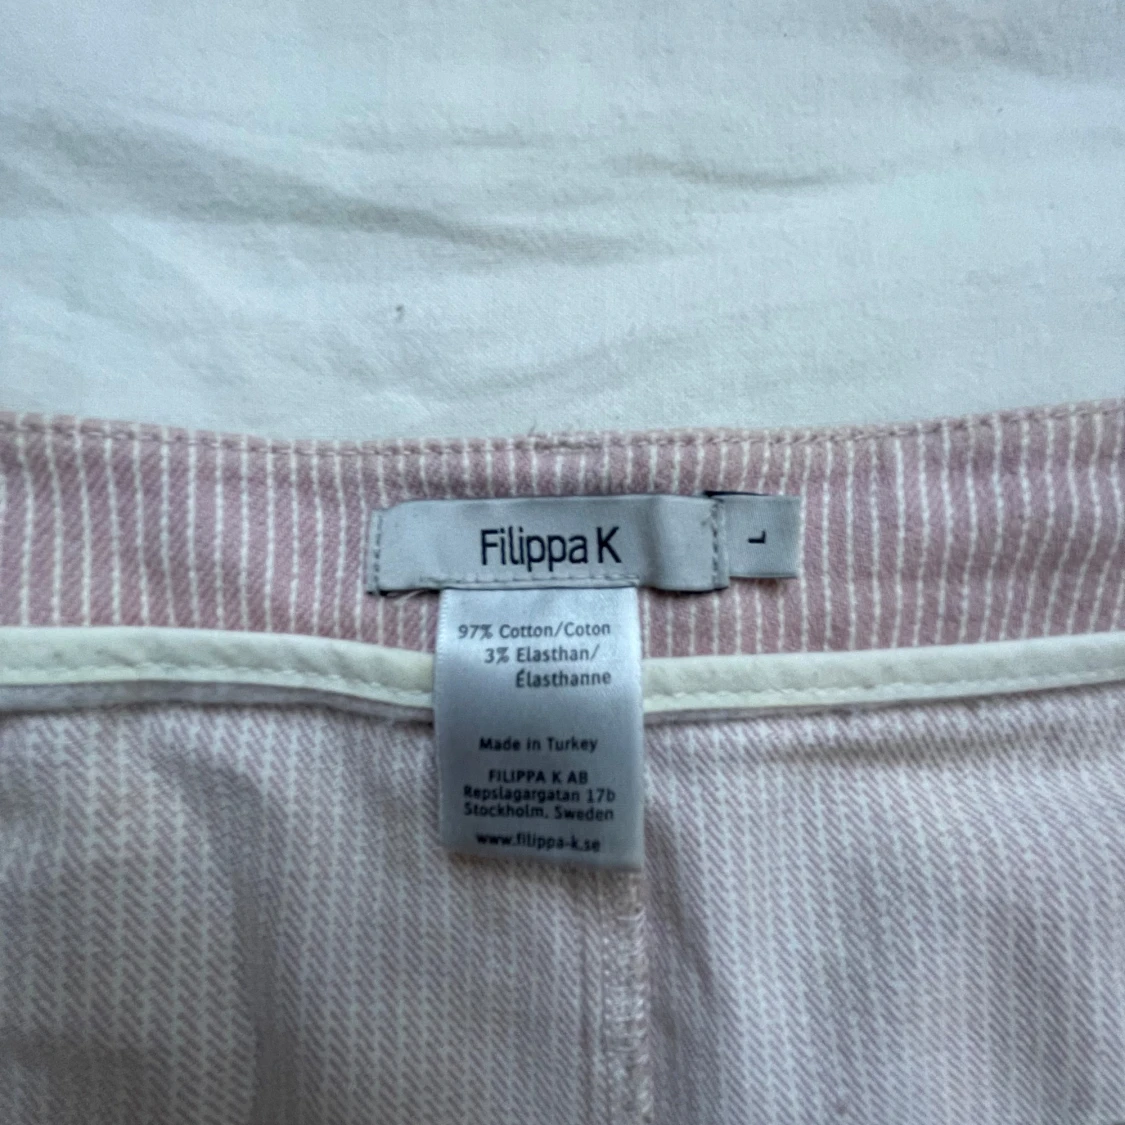 Filippa K
L
97% Cotton/Coton
3% Elasthan/
Élasthanne
Made in Turkey
FILIPPA K AB
Repslagargatan 17b
Stockholm, Sweden
www.filippa-k.se